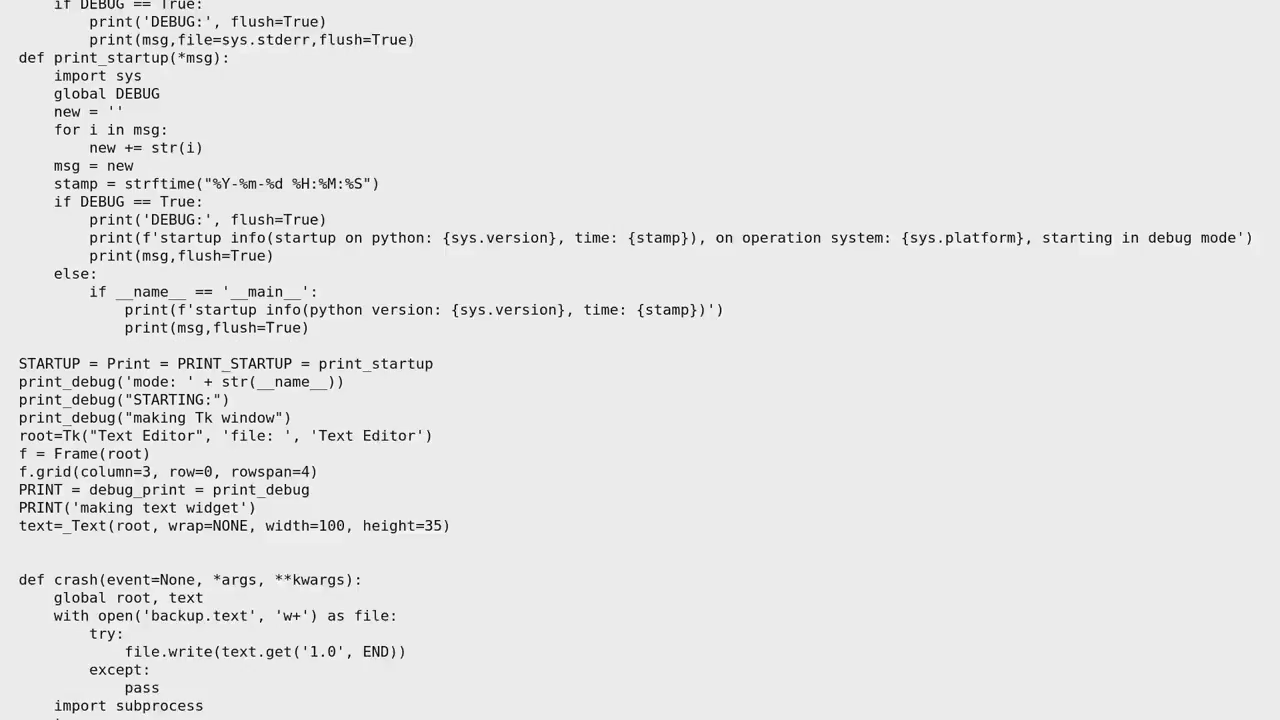 if DEBUG == True:
        print('DEBUG:', flush=True)
        print(msg,file=sys.stderr,flush=True)
def print_startup(*msg):
    import sys
    global DEBUG
    new = ''
    for i in msg:
        new += str(i)
    msg = new
    stamp = strftime("%Y-%m-%d %H:%M:%S")
    if DEBUG == True:
        print('DEBUG:', flush=True)
        print(f'startup info(startup on python: {sys.version}, time: {stamp}), on operation system: {sys.platform}, starting in debug mode')
        print(msg,flush=True)
    else:
        if __name__ == '__main__':
            print(f'startup info(python version: {sys.version}, time: {stamp})')
            print(msg,flush=True)

STARTUP = Print = PRINT_STARTUP = print_startup
print_debug('mode: ' + str(__name__))
print_debug("STARTING:")
print_debug("making Tk window")
root=Tk("Text Editor", 'file: ', 'Text Editor')
f = Frame(root)
f.grid(column=3, row=0, rowspan=4)
PRINT = debug_print = print_debug
PRINT('making text widget')
text=_Text(root, wrap=NONE, width=100, height=35)


def crash(event=None, *args, **kwargs):
    global root, text
    with open('backup.text', 'w+') as file:
        try:
            file.write(text.get('1.0', END))
        except:
            pass
    import subprocess